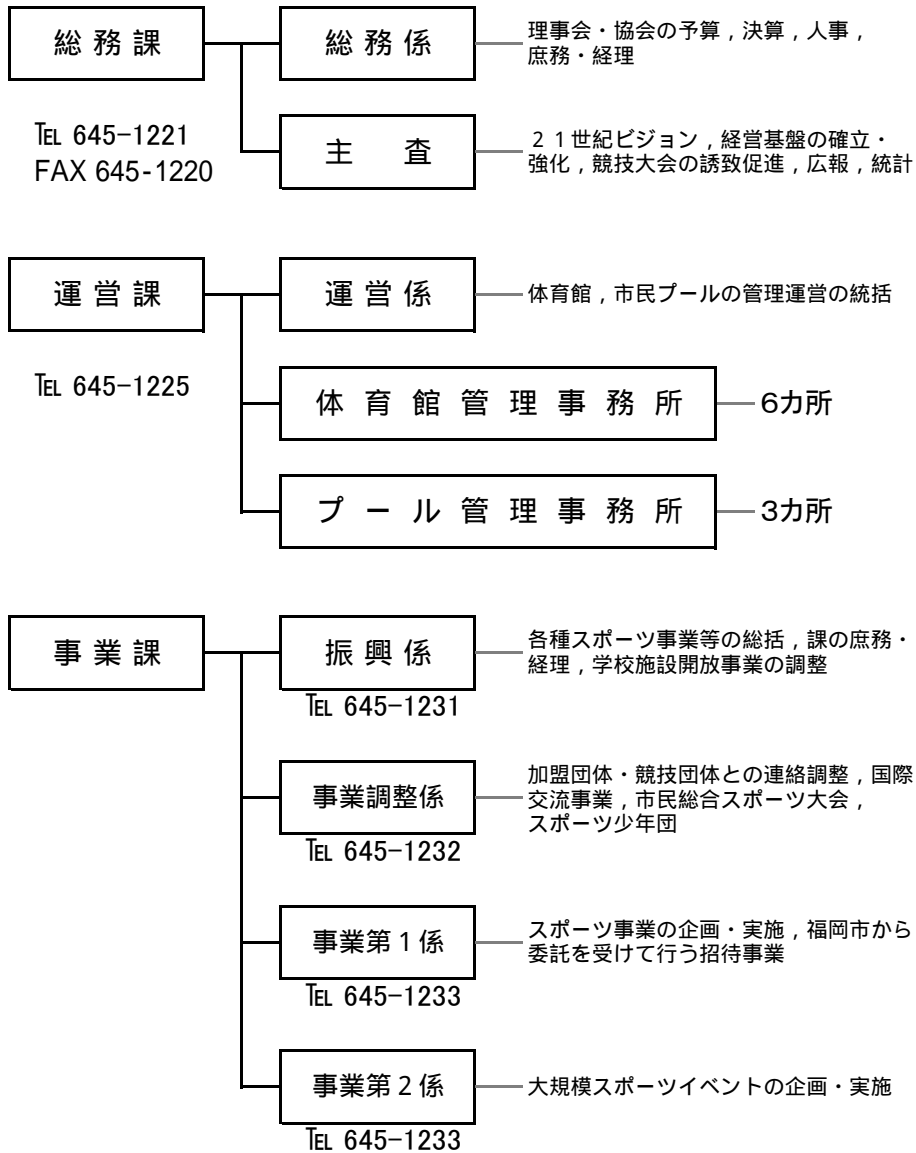 総務課
総務係
理事会・協会の予算，決算，人事，
庶務・経理
℡ 645−1221
FAX 645-1220
主　査
２１世紀ビジョン，経営基盤の確立・
強化，競技大会の誘致促進，広報，統計
運営課
運営係
体育館，市民プールの管理運営の統括
℡ 645−1225
体育館管理事務所
6カ所
プール管理事務所
3カ所
事業課
振興係
各種スポーツ事業等の総括，課の庶務・
経理，学校施設開放事業の調整
℡ 645−1231
事業調整係
加盟団体・競技団体との連絡調整，国際
交流事業，市民総合スポーツ大会，
スポーツ少年団
℡ 645−1232
事業第１係
スポーツ事業の企画・実施，福岡市から
委託を受けて行う招待事業
℡ 645−1233
事業第２係
大規模スポーツイベントの企画・実施
℡ 645−1233